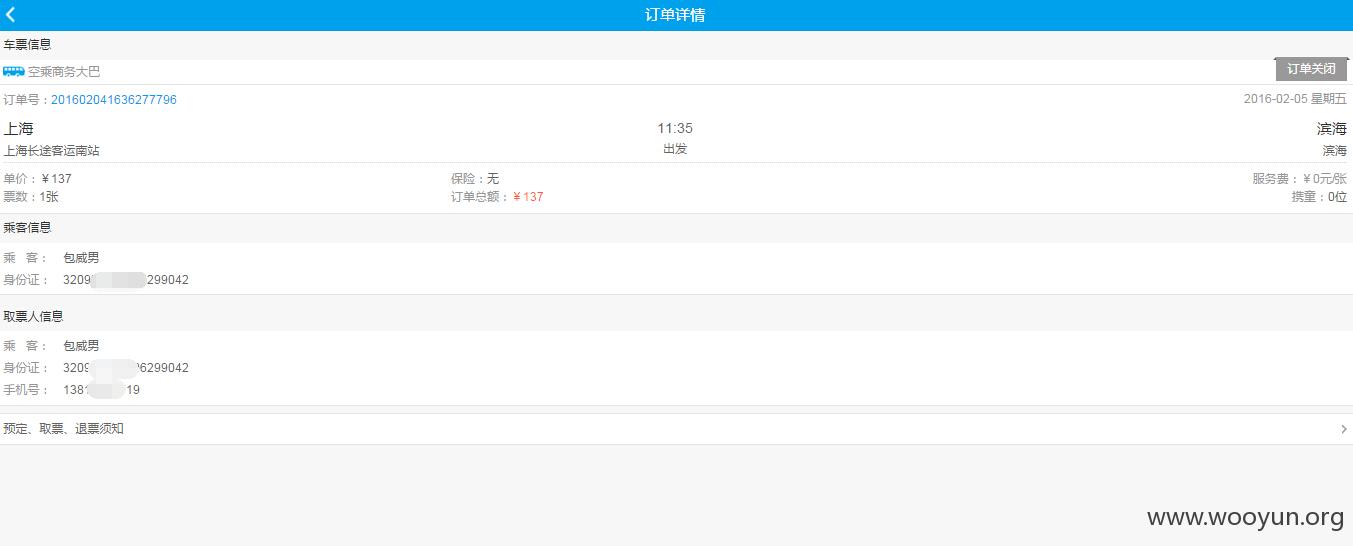 订单详情
车票信息
空乘商务大巴 订单关闭
订单号：201602041636277796 2016-02-05 星期五
上海 11:35 滨海
上海长途客运南站 出发 滨海
单价：￥137 保险：无 服务费：￥0元/张
票数：1张 订单总额：￥137 携童：0位
乘客信息
乘 客： 包威男
身份证： 3209 299042
取票人信息
乘 客： 包威男
身份证： 3209 6299042
手机号： 1381 19
预定、取票、退票须知
www.wooyun.org